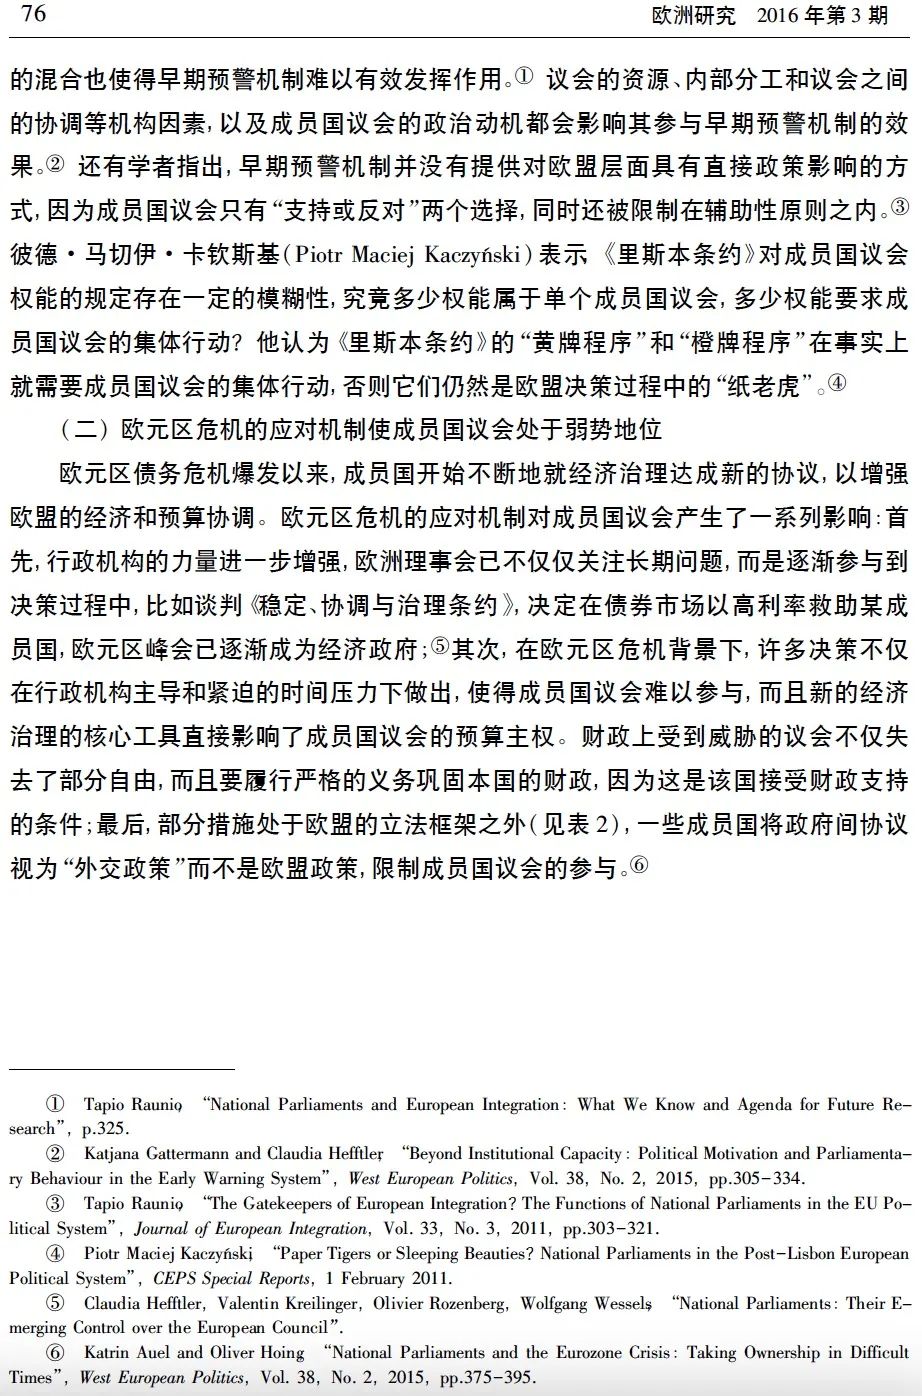 76
欧洲研究 2016年第3期
的混合也使得早期预警机制难以有效发挥作用。① 议会的资源、内部分工和议会之间
的协调等机构因素,以及成员国议会的政治动机都会影响其参与早期预警机制的效
果。② 还有学者指出,早期预警机制并没有提供对欧盟层面具有直接政策影响的方
式,因为成员国议会只有“支持或反对”两个选择,同时还被限制在辅助性原则之内。③
彼德·马切伊·卡钦斯基(Piotr Maciej Kaczyński)表示,《里斯本条约》对成员国议会
权能的规定存在一定的模糊性,究竟多少权能属于单个成员国议会,多少权能要求成
员国议会的集体行动? 他认为《里斯本条约》的“黄牌程序”和“橙牌程序”在事实上
就需要成员国议会的集体行动,否则它们仍然是欧盟决策过程中的“纸老虎”。④
(二) 欧元区危机的应对机制使成员国议会处于弱势地位
欧元区债务危机爆发以来,成员国开始不断地就经济治理达成新的协议,以增强
欧盟的经济和预算协调。欧元区危机的应对机制对成员国议会产生了一系列影响:首
先,行政机构的力量进一步增强,欧洲理事会已不仅仅关注长期问题,而是逐渐参与到
决策过程中,比如谈判《稳定、协调与治理条约》,决定在债券市场以高利率救助某成
员国,欧元区峰会已逐渐成为经济政府;⑤其次,在欧元区危机背景下,许多决策不仅
在行政机构主导和紧迫的时间压力下做出,使得成员国议会难以参与,而且新的经济
治理的核心工具直接影响了成员国议会的预算主权。财政上受到威胁的议会不仅失
去了部分自由,而且要履行严格的义务巩固本国的财政,因为这是该国接受财政支持
的条件;最后,部分措施处于欧盟的立法框架之外(见表2),一些成员国将政府间协议
视为“外交政策”而不是欧盟政策,限制成员国议会的参与。⑥
① Tapio Raunio, “National Parliaments and European Integration: What We Know and Agenda for Future Re-
search”, p.325.
② Katjana Gattermann and Claudia Hefftler, “Beyond Institutional Capacity: Political Motivation and Parliamenta-
ry Behaviour in the Early Warning System”, West European Politics, Vol. 38, No. 2, 2015, pp.305-334.
③ Tapio Raunio, “The Gatekeepers of European Integration? The Functions of National Parliaments in the EU Po-
litical System”, Journal of European Integration, Vol. 33, No. 3, 2011, pp.303-321.
④ Piotr Maciej Kaczyński, “Paper Tigers or Sleeping Beauties? National Parliaments in the Post-Lisbon European
Political System”, CEPS Special Reports, 1 February 2011.
⑤ Claudia Hefftler, Valentin Kreilinger, Olivier Rozenberg, Wolfgang Wessels, “National Parliaments: Their E-
merging Control over the European Council”.
⑥ Katrin Auel and Oliver Hoing, “National Parliaments and the Eurozone Crisis: Taking Ownership in Difficult
Times”, West European Politics, Vol. 38, No. 2, 2015, pp.375-395.